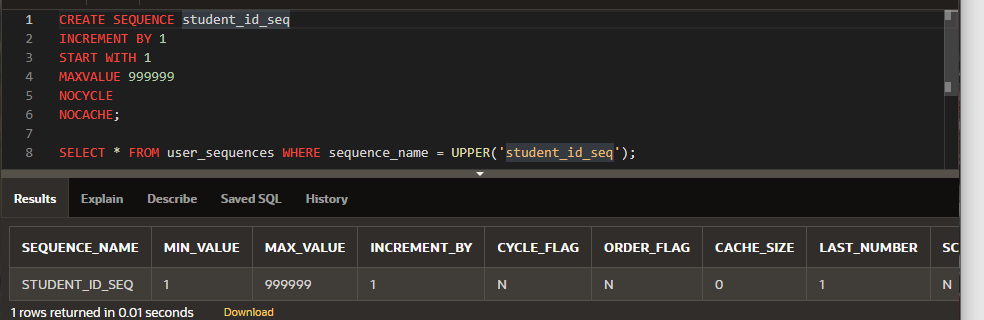 1 CREATE SEQUENCE student_id_seq
2 INCREMENT BY 1
3 START WITH 1
4 MAXVALUE 999999
5 NOCYCLE
6 NOCACHE;
7
8 SELECT * FROM user_sequences WHERE sequence_name = UPPER('student_id_seq');
Results Explain Describe Saved SQL History
SEQUENCE_NAME MIN_VALUE MAX_VALUE INCREMENT_BY CYCLE_FLAG ORDER_FLAG CACHE_SIZE LAST_NUMBER SC
STUDENT_ID_SEQ 1 999999 1 N N 0 1 N
1 rows returned in 0.01 seconds Download